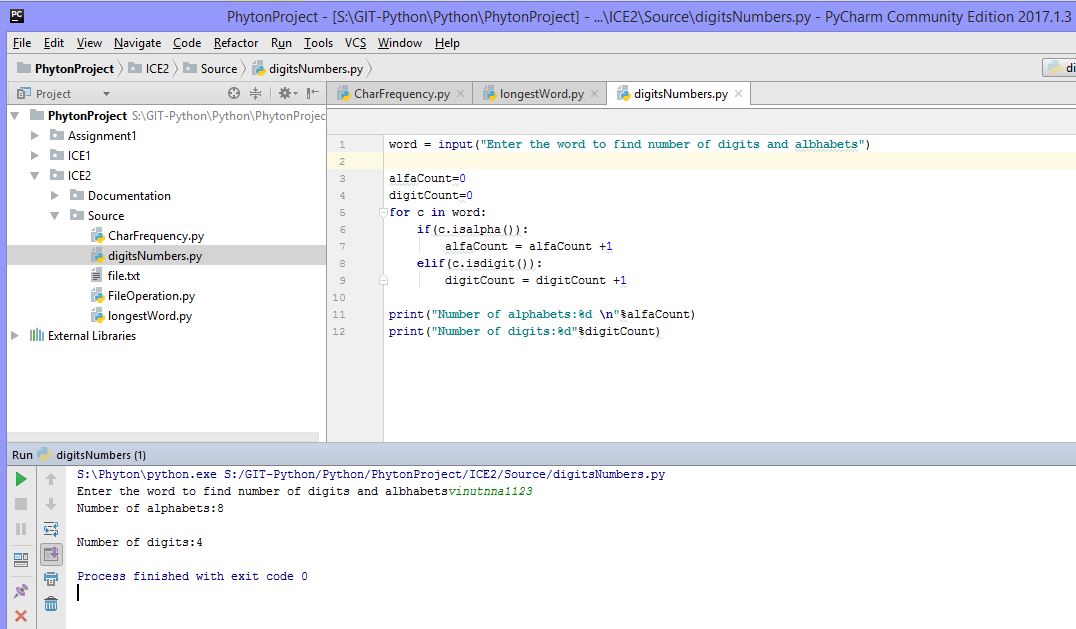 PC PhytonProject - [S:\GIT-Python\Python\PhytonProject] - ...\ICE2\Source\digitsNumbers.py - PyCharm Community Edition 2017.1.3
File Edit View Navigate Code Refactor Run Tools VCS Window Help
PhytonProject ICE2 Source digitsNumbers.py di
Project
CharFrequency.py longestWord.py digitsNumbers.py
PhytonProject S:\GIT-Python\Python\PhytonProjec
Assignment1
ICE1
ICE2
Documentation
Source
CharFrequency.py
digitsNumbers.py
file.txt
FileOperation.py
longestWord.py
External Libraries
1 word = input("Enter the word to find number of digits and albhabets")
2
3 alfaCount=0
4 digitCount=0
5 for c in word:
6 if(c.isalpha()):
7 alfaCount = alfaCount +1
8 elif(c.isdigit()):
9 digitCount = digitCount +1
10
11 print("Number of alphabets:%d \n"%alfaCount)
12 print("Number of digits:%d"%digitCount)
Run digitsNumbers (1)
S:\Phyton\python.exe S:/GIT-Python/Python/PhytonProject/ICE2/Source/digitsNumbers.py
Enter the word to find number of digits and albhabetsvinutnna1123
Number of alphabets:8
Number of digits:4
Process finished with exit code 0